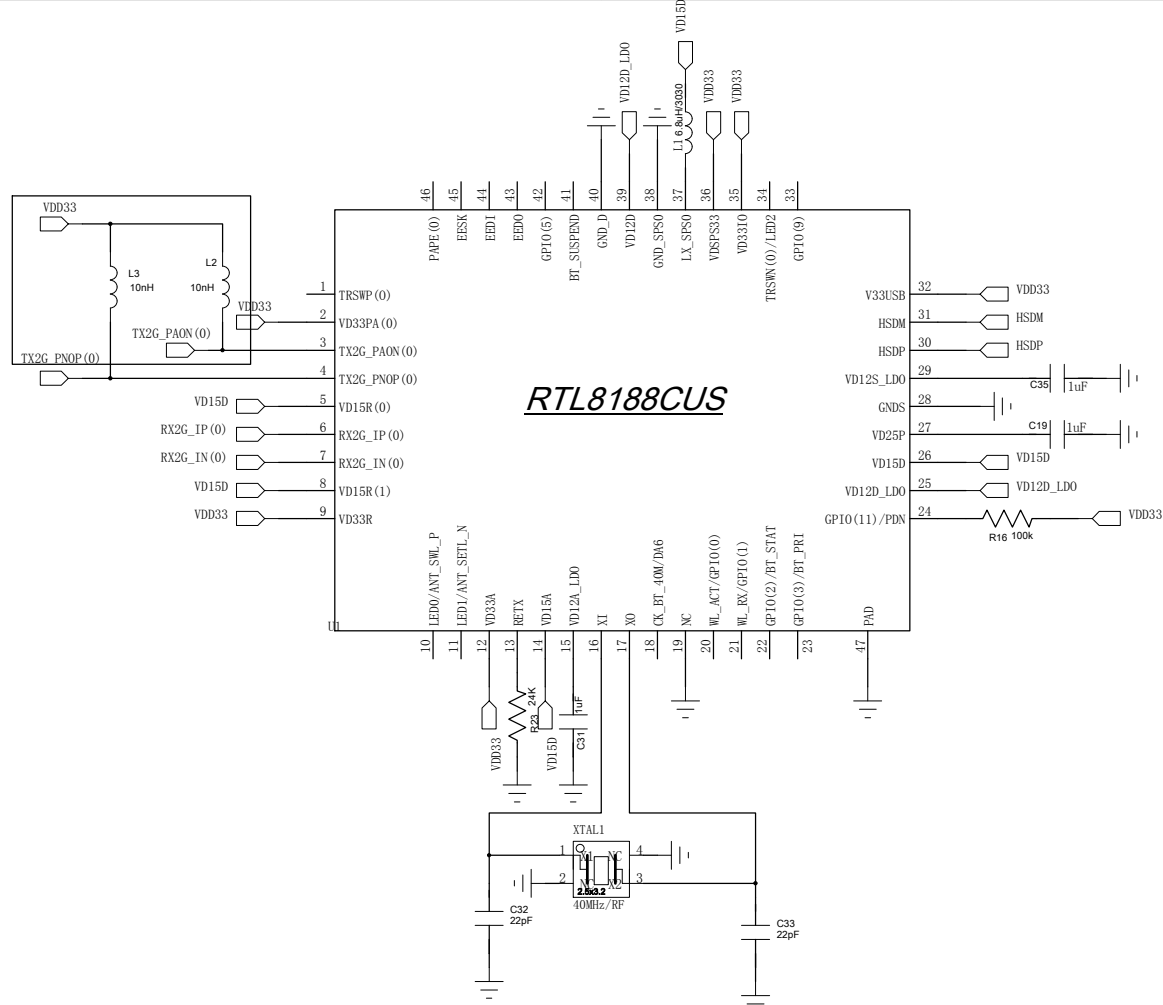 VD15D
VD12D_LDO
VDD33
VDD33
L1 6.8uH/3030
46
45
44
43
42
41
40
39
38
37
36
35
34
33
PAPE(0)
EESK
EEDI
EEDO
GPIO(5)
BT_SUSPEND
GND_D
VD12D
GND_SPS0
LX_SPS0
VDSPS33
VD33IO
TRSWN(0)/LED2
GPIO(9)
VDD33
L3
10nH
L2
10nH
VDD33
TX2G_PAON(0)
TX2G_PNOP(0)
VD15D
RX2G_IP(0)
RX2G_IN(0)
VD15D
VDD33
1 TRSWP(0)
2 VD33PA(0)
3 TX2G_PAON(0)
4 TX2G_PNOP(0)
5 VD15R(0)
6 RX2G_IP(0)
7 RX2G_IN(0)
8 VD15R(1)
9 VD33R
RTL8188CUS
V33USB 32 VDD33
HSDM 31 HSDM
HSDP 30 HSDP
VD12S_LDO 29
C35 1uF
GNDS 28
VD25P 27
C19 1uF
VD15D 26 VD15D
VD12D_LDO 25 VD12D_LDO
GPIO(11)/PDN 24 VDD33
R16 100k
LED0/ANT_SWL_P
LED1/ANT_SETL_N
VD33A
RETX
VD15A
VD12A_LDO
XI
XO
CK_BT_40M/DA6
NC
WL_ACT/GPIO(0)
WL_RX/GPIO(1)
GPIO(2)/BT_STAT
GPIO(3)/BT_PRI
PAD
U1
10
11
12
13
14
15
16
17
18
19
20
21
22
23
47
VDD33
R23 24K
VD15D
C31 1uF
XTAL1
1 X1 NC 4
2 NC X2 3
2.5x3.2
40MHz/RF
C32
22pF
C33
22pF